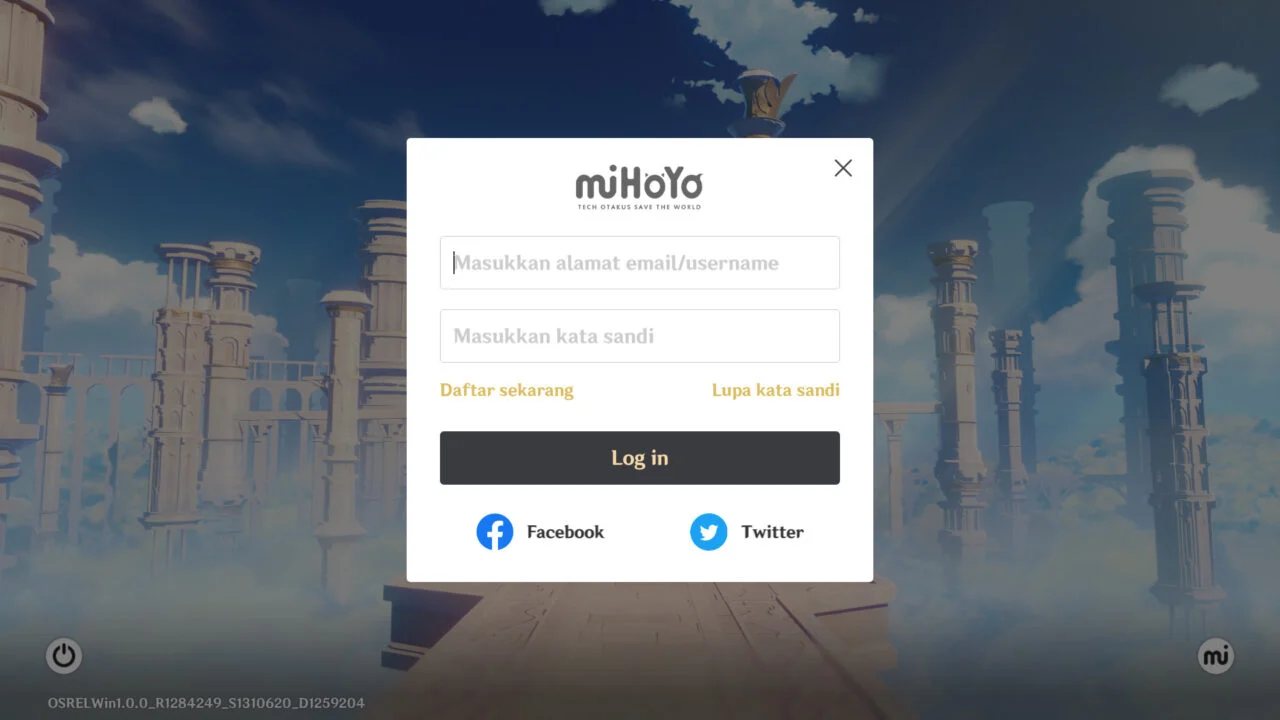 miHoYo
TECH OTAKUS SAVE THE WORLD
Masukkan alamat email/username
Masukkan kata sandi
Daftar sekarang Lupa kata sandi
Log in
Facebook Twitter
mi
OSRELWin1.0.0_R1284249_S1310620_D1259204